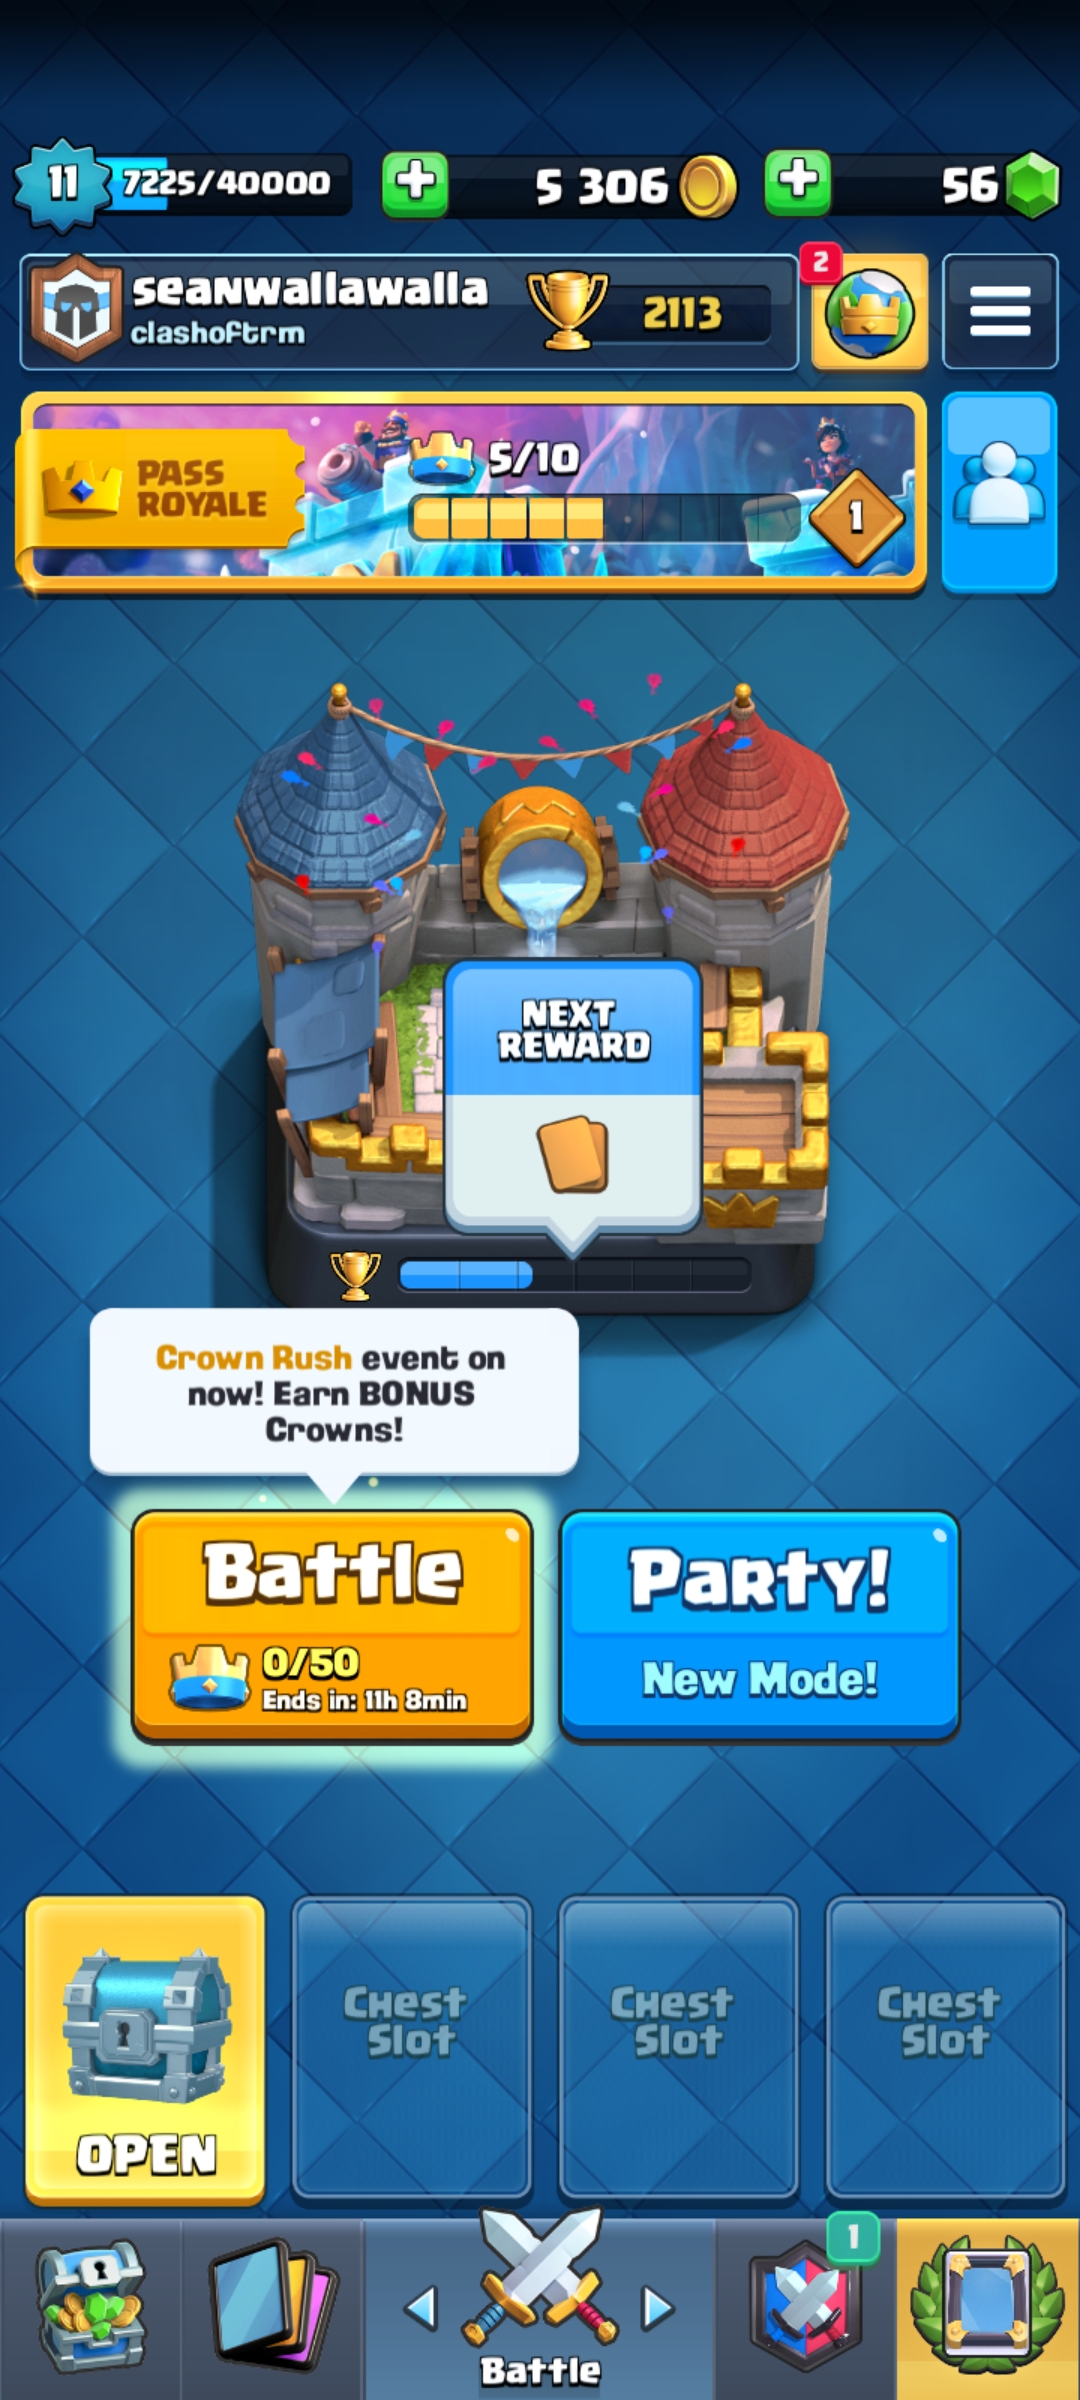 11
7225/40000
5 306
56
seanwallawalla
clashoftrm
2113
2
PASS
ROYALE
5/10
1
NEXT
REWARD
Crown Rush event on
now! Earn BONUS
Crowns!
Battle
0/50
Ends in: 11h 8min
Party!
New Mode!
OPEN
Chest
Slot
Chest
Slot
Chest
Slot
Battle
1